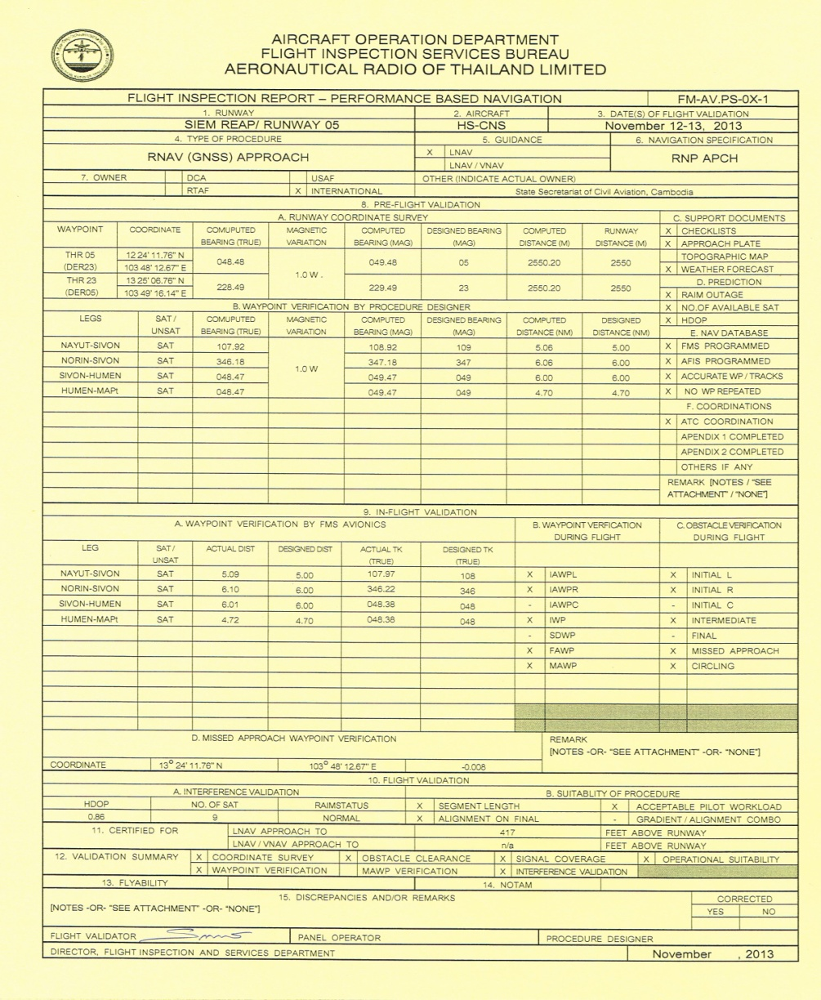 AIRCRAFT OPERATION DEPARTMENT
FLIGHT INSPECTION SERVICES BUREAU
AERONAUTICAL RADIO OF THAILAND LIMITED
FLIGHT INSPECTION REPORT – PERFORMANCE BASED NAVIGATION FM-AV.PS-0X-1
1. RUNWAY 2. AIRCRAFT 3. DATE(S) OF FLIGHT VALIDATION
SIEM REAP/ RUNWAY 05 HS-CNS November 12-13, 2013
4. TYPE OF PROCEDURE 5. GUIDANCE 6. NAVIGATION SPECIFICATION
RNAV (GNSS) APPROACH X LNAV RNP APCH
LNAV / VNAV
7. OWNER DCA USAF OTHER (INDICATE ACTUAL OWNER)
RTAF X INTERNATIONAL State Secretariat of Civil Aviation, Cambodia
8. PRE-FLIGHT VALIDATION
A. RUNWAY COORDINATE SURVEY C. SUPPORT DOCUMENTS
WAYPOINT COORDINATE COMUPUTED MAGNETIC COMPUTED DESIGNED BEARING COMPUTED RUNWAY X CHECKLISTS
BEARING (TRUE) VARIATION BEARING (MAG) (MAG) DISTANCE (M) DISTANCE (M) X APPROACH PLATE
THR 05 12 24' 11.76" N 048.48 1.0 W . 049.48 05 2550.20 2550 TOPOGRAPHIC MAP
(DER23) 103 48' 12.67" E X WEATHER FORECAST
THR 23 13 25' 06.76" N 228.49 229.49 23 2550.20 2550 D. PREDICTION
(DER05) 103 49' 16.14" E X RAIM OUTAGE
B. WAYPOINT VERIFICATION BY PROCEDURE DESIGNER X NO.OF AVAILABLE SAT
LEGS SAT / COMUPUTED MAGNETIC COMPUTED DESIGNED BEARING COMPUTED DESIGNED X HDOP
UNSAT BEARING (TRUE) VARIATION BEARING (MAG) (MAG) DISTANCE (NM) DISTANCE (NM) E. NAV DATABASE
NAYUT-SIVON SAT 107.92 1.0 W 108.92 109 5.06 5.00 X FMS PROGRAMMED
NORIN-SIVON SAT 346.18 347.18 347 6.06 6.00 X AFIS PROGRAMMED
SIVON-HUMEN SAT 048.47 049.47 049 6.00 6.00 X ACCURATE WP / TRACKS
HUMEN-MAPt SAT 048.47 049.47 049 4.70 4.70 X NO WP REPEATED
F. COORDINATIONS
X ATC COORDINATION
APENDIX 1 COMPLETED
APENDIX 2 COMPLETED
OTHERS IF ANY
REMARK [NOTES / "SEE
ATTACHMENT" / "NONE"]
9. IN-FLIGHT VALIDATION
A. WAYPOINT VERIFICATION BY FMS AVIONICS B. WAYPOINT VERFICATION C. OBSTACLE VERIFICATION
DURING FLIGHT DURING FLIGHT
LEG SAT / ACTUAL DIST DESIGNED DIST ACTUAL TK DESIGNED TK
UNSAT (TRUE) (TRUE)
NAYUT-SIVON SAT 5.09 5.00 107.97 108 X IAWPL X INITIAL L
NORIN-SIVON SAT 6.10 6.00 346.22 346 X IAWPR X INITIAL R
SIVON-HUMEN SAT 6.01 6.00 048.38 048 - IAWPC - INITIAL C
HUMEN-MAPt SAT 4.72 4.70 048.38 048 X IWP X INTERMEDIATE
- SDWP - FINAL
X FAWP X MISSED APPROACH
X MAWP X CIRCLING
D. MISSED APPROACH WAYPOINT VERIFICATION REMARK
[NOTES -OR- "SEE ATTACHMENT" -OR- "NONE"]
COORDINATE 13° 24' 11.76" N 103° 48' 12.67" E -0.008
10. FLIGHT VALIDATION
A. INTERFERENCE VALIDATION B. SUITABLITY OF PROCEDURE
HDOP NO. OF SAT RAIMSTATUS X SEGMENT LENGTH X ACCEPTABLE PILOT WORKLOAD
0.86 9 NORMAL X ALIGNMENT ON FINAL - GRADIENT / ALIGNMENT COMBO
11. CERTIFIED FOR LNAV APPROACH TO 417 FEET ABOVE RUNWAY
LNAV / VNAV APPROACH TO n/a FEET ABOVE RUNWAY
12. VALIDATION SUMMARY X COORDINATE SURVEY X OBSTACLE CLEARANCE X SIGNAL COVERAGE X OPERATIONAL SUITABILITY
X WAYPOINT VERIFICATION MAWP VERIFICATION X INTERFERENCE VALIDATION
13. FLYABILITY 14. NOTAM
15. DISCREPANCIES AND/OR REMARKS CORRECTED
[NOTES -OR- "SEE ATTACHMENT" -OR- "NONE"] YES NO
FLIGHT VALIDATOR PANEL OPERATOR PROCEDURE DESIGNER
DIRECTOR, FLIGHT INSPECTION AND SERVICES DEPARTMENT November , 2013